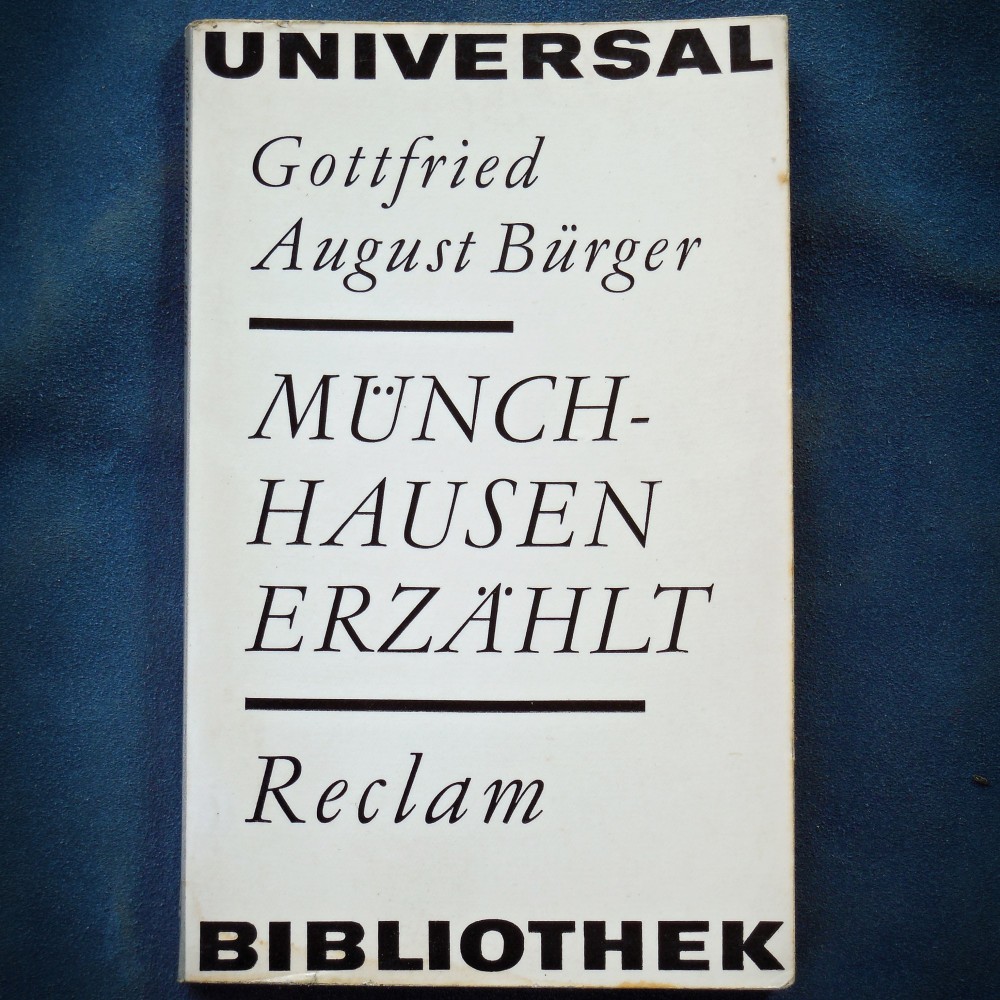 UNIVERSAL
Gottfried
August Bürger
MÜNCH-
HAUSEN
ERZÄHLT
Reclam
BIBLIOTHEK